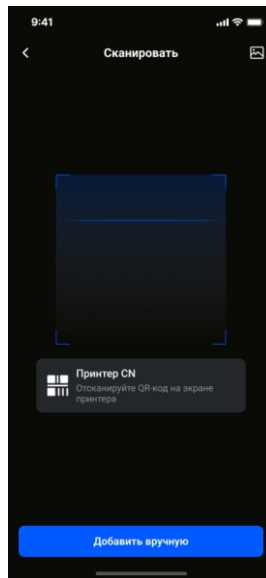 9:41
Сканировать
Принтер CN
Отсканируйте QR-код на экране
принтера
Добавить вручную